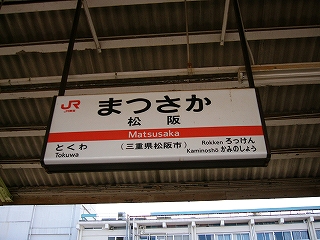 JR
まつさか
松阪
Matsusaka
とくわ
Tokuwa
(三重県松阪市)
Rokken ろっけん
Kaminoshō かみのしょう